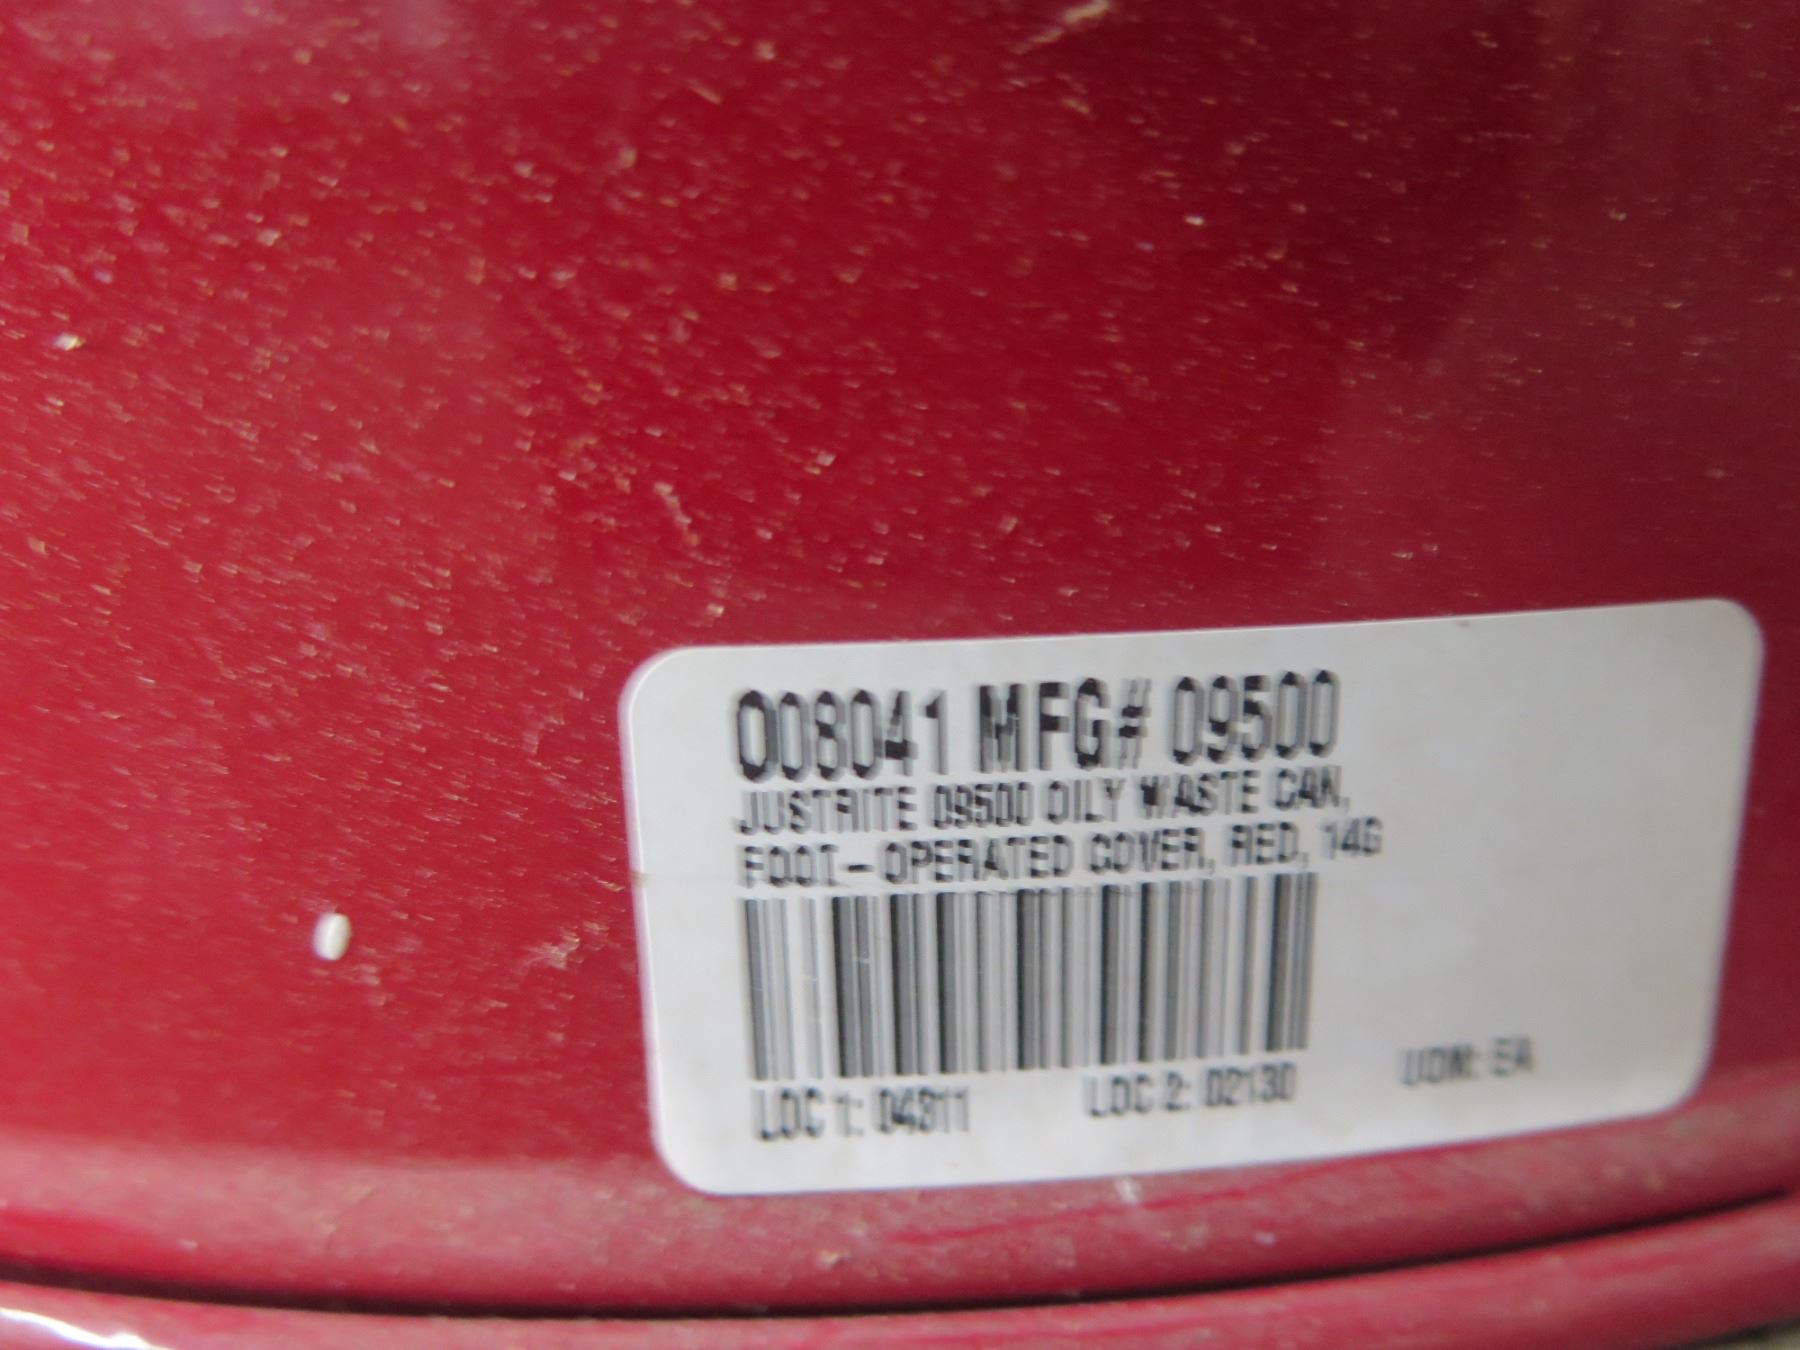 008041 MFG# 09500
JUSTRITE 09500 OILY WASTE CAN,
FOOT-OPERATED COVER, RED, 14G
LOC 1: 04311
LOC 2: 02130
UOM: EA